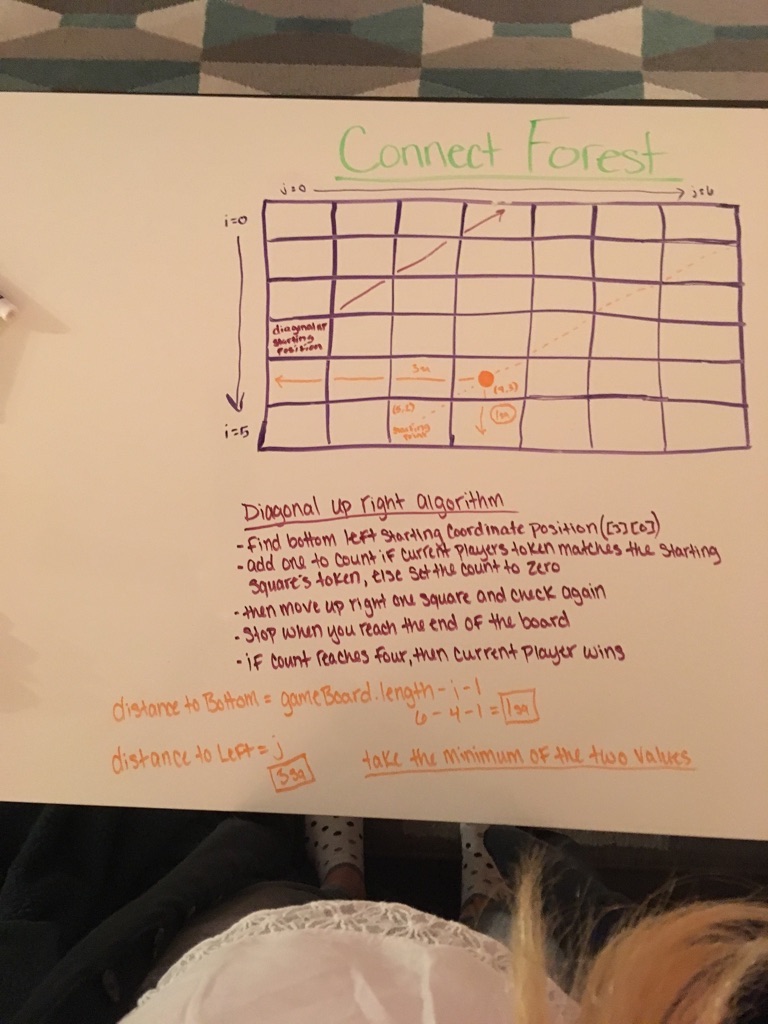 Connect Forest
j=0 j=6
i=0
diagonal up
starting
position
3sq
(4,3)
(5,2)
1sq
starting
point
i=5
Diagonal up right algorithm
-find bottom left starting coordinate position ([3][0])
-add one to count if current players token matches the starting
square's token, else set the count to zero
-then move up right one square and check again
-stop when you reach the end of the board
-if count reaches four, then current player wins
distance to Bottom = gameBoard.length - i - 1
6 - 4 - 1 = 1sq
distance to Left = j
3sq
take the minimum of the two values